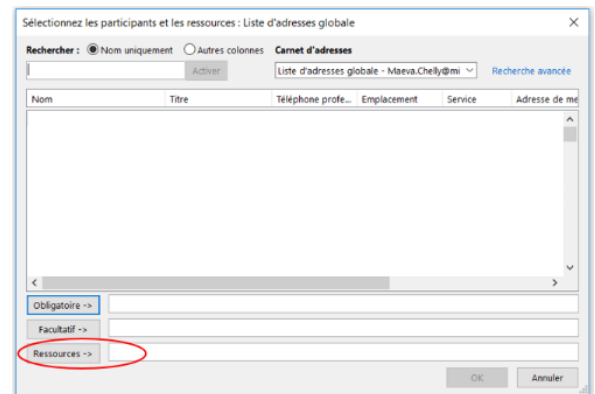 Sélectionnez les participants et les ressources : Liste d'adresses globale
Rechercher : Nom uniquement Autres colonnes Carnet d'adresses
Activer Liste d'adresses globale - Maeva.Chelly@mi Recherche avancée
Nom Titre Téléphone profe... Emplacement Service Adresse de me
Obligatoire ->
Facultatif ->
Ressources ->
OK Annuler